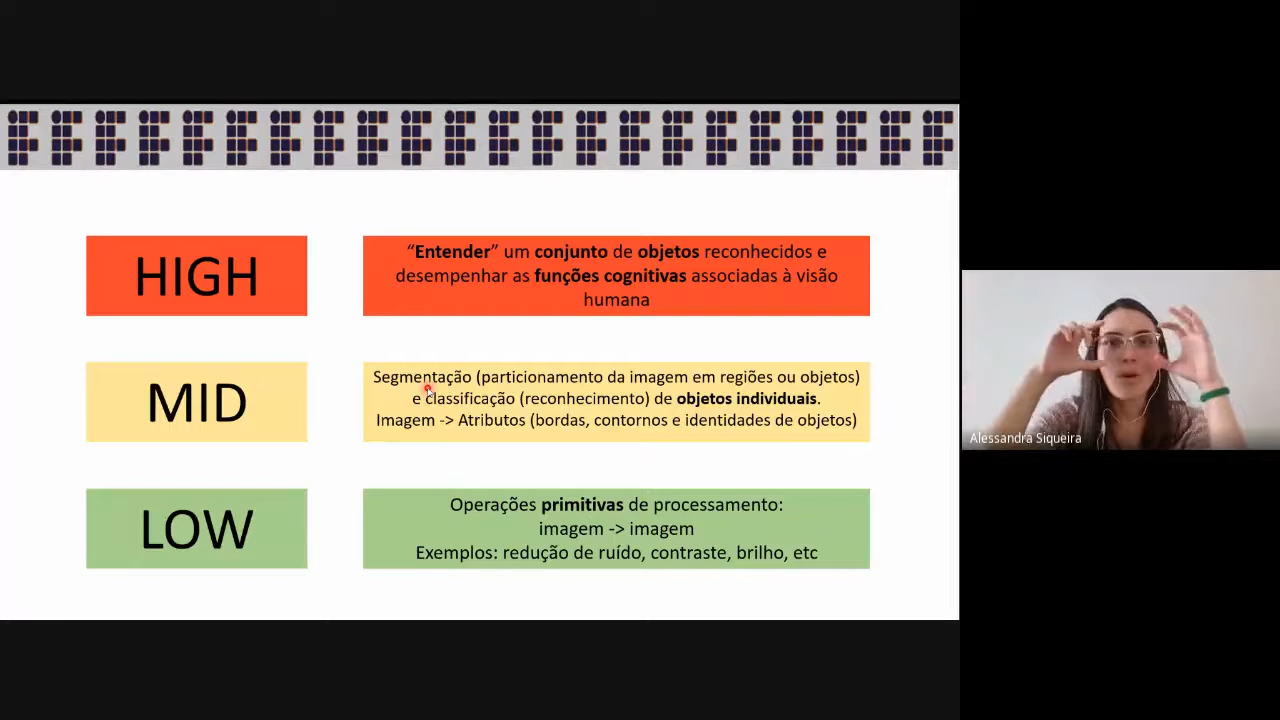 HIGH
“Entender” um conjunto de objetos reconhecidos e
desempenhar as funções cognitivas associadas à visão
humana
MID
Segmentação (particionamento da imagem em regiões ou objetos)
e classificação (reconhecimento) de objetos individuais.
Imagem -> Atributos (bordas, contornos e identidades de objetos)
LOW
Operações primitivas de processamento:
imagem -> imagem
Exemplos: redução de ruído, contraste, brilho, etc
Alessandra Siqueira